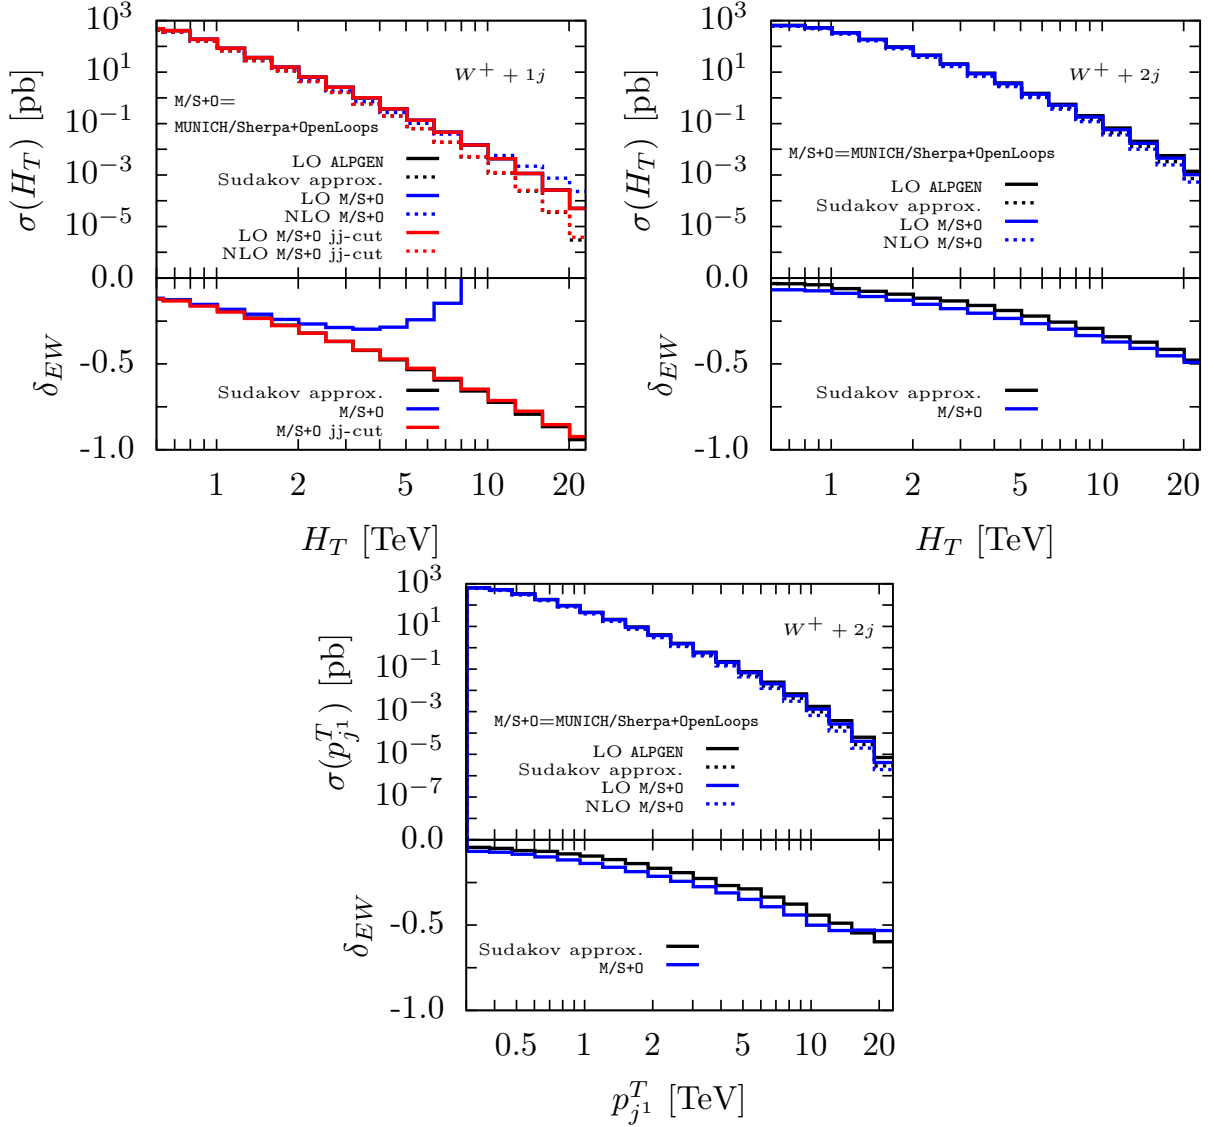 10^3
10^1
10^-1
10^-3
10^-5
0.0
-0.5
-1.0
σ(H_T) [pb]
δ_EW
W^+ + 1j
M/S+O=
MUNICH/Sherpa+OpenLoops
LO ALPGEN
Sudakov approx.
LO M/S+O
NLO M/S+O
LO M/S+O jj-cut
NLO M/S+O jj-cut
Sudakov approx.
M/S+O
M/S+O jj-cut
1 2 5 10 20
H_T [TeV]
10^3
10^1
10^-1
10^-3
10^-5
0.0
-0.5
-1.0
σ(H_T) [pb]
δ_EW
W^+ + 2j
M/S+O=MUNICH/Sherpa+OpenLoops
LO ALPGEN
Sudakov approx.
LO M/S+O
NLO M/S+O
Sudakov approx.
M/S+O
1 2 5 10 20
H_T [TeV]
10^3
10^1
10^-1
10^-3
10^-5
10^-7
0.0
-0.5
-1.0
σ(p^T_{j^1}) [pb]
δ_EW
W^+ + 2j
M/S+O=MUNICH/Sherpa+OpenLoops
LO ALPGEN
Sudakov approx.
LO M/S+O
NLO M/S+O
Sudakov approx.
M/S+O
0.5 1 2 5 10 20
p^T_{j^1} [TeV]